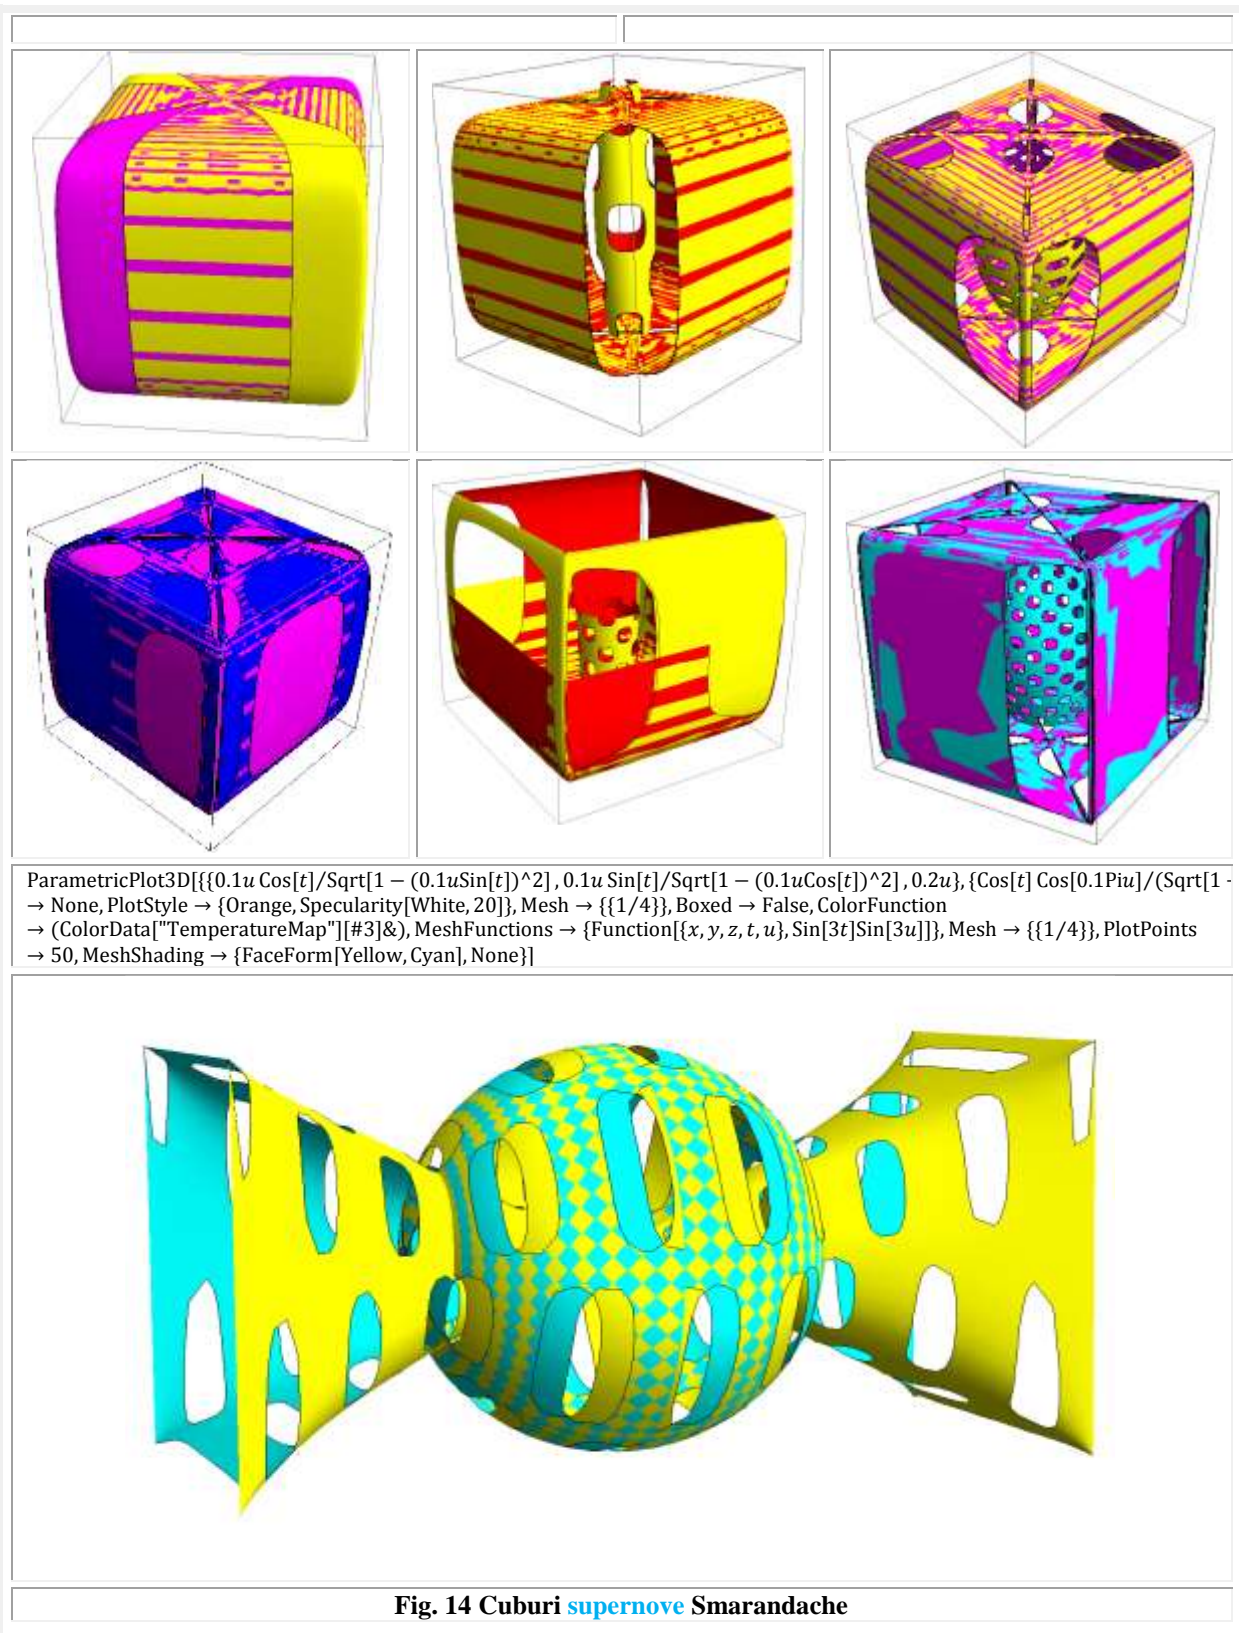 ParametricPlot3D[{{0.1u Cos[t]/Sqrt[1 − (0.1uSin[t])^2] , 0.1u Sin[t]/Sqrt[1 − (0.1uCos[t])^2] , 0.2u}, {Cos[t] Cos[0.1Piu]/(Sqrt[1 -
→ None, PlotStyle → {Orange, Specularity[White, 20]}, Mesh → {{1/4}}, Boxed → False, ColorFunction
→ (ColorData["TemperatureMap"][#3]&), MeshFunctions → {Function[{x, y, z, t, u}, Sin[3t]Sin[3u]]}, Mesh → {{1/4}}, PlotPoints
→ 50, MeshShading → {FaceForm[Yellow, Cyan], None}]
Fig. 14 Cuburi supernove Smarandache